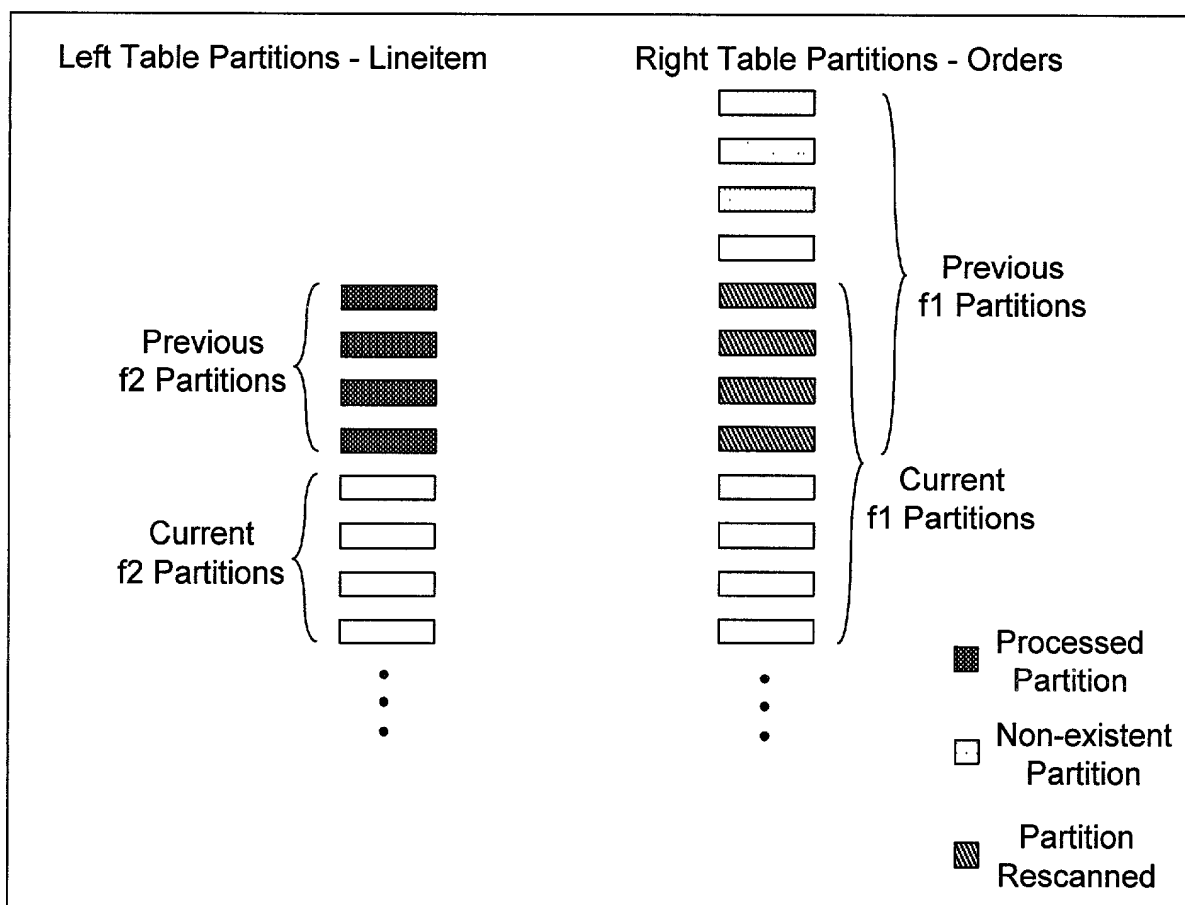 Left Table Partitions - Lineitem
Right Table Partitions - Orders
Previous
f2 Partitions
Previous
f1 Partitions
Current
f2 Partitions
Current
f1 Partitions
Processed
Partition
Non-existent
Partition
Partition
Rescanned